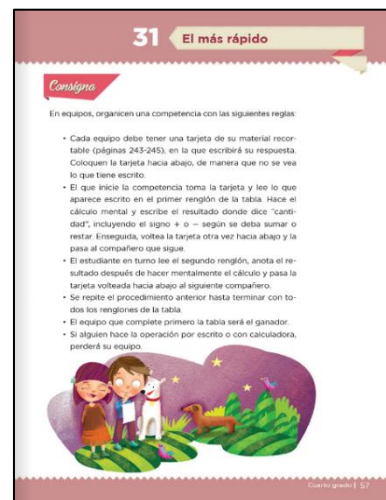 31 El más rápido
Consigna
En equipos, organicen una competencia con las siguientes reglas:
• Cada equipo debe tener una tarjeta de su material recor-
table (páginas 243-245), en la que escribirá su respuesta.
Coloquen la tarjeta hacia abajo, de manera que no se vea
lo que tiene escrito.
• El que inicie la competencia toma la tarjeta y lee lo que
aparece escrito en el primer renglón de la tabla. Hace el
cálculo mental y escribe el resultado donde dice "canti-
dad", incluyendo el signo + o − según se deba sumar o
restar. Enseguida, voltea la tarjeta otra vez hacia abajo y la
pasa al compañero que sigue.
• El estudiante en turno lee el segundo renglón, anota el re-
sultado después de hacer mentalmente el cálculo y pasa la
tarjeta volteada hacia abajo al siguiente compañero.
• Se repite el procedimiento anterior hasta terminar con to-
dos los renglones de la tabla.
• El equipo que complete primero la tabla será el ganador.
• Si alguien hace la operación por escrito o con calculadora,
perderá su equipo.
Cuarto grado | 57